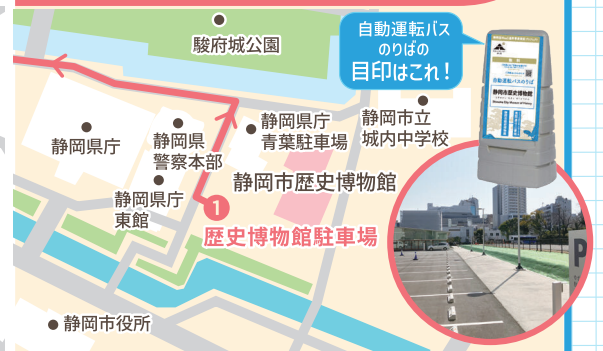 駿府城公園
自動運転バス
のりばの
目印はこれ!
静岡県庁
静岡県
警察本部
静岡県庁
東館
静岡県庁
青葉駐車場
静岡市立
城内中学校
静岡市歴史博物館
1
歴史博物館駐車場
静岡市役所
自動運転バスのりば
静岡市歴史博物館
P